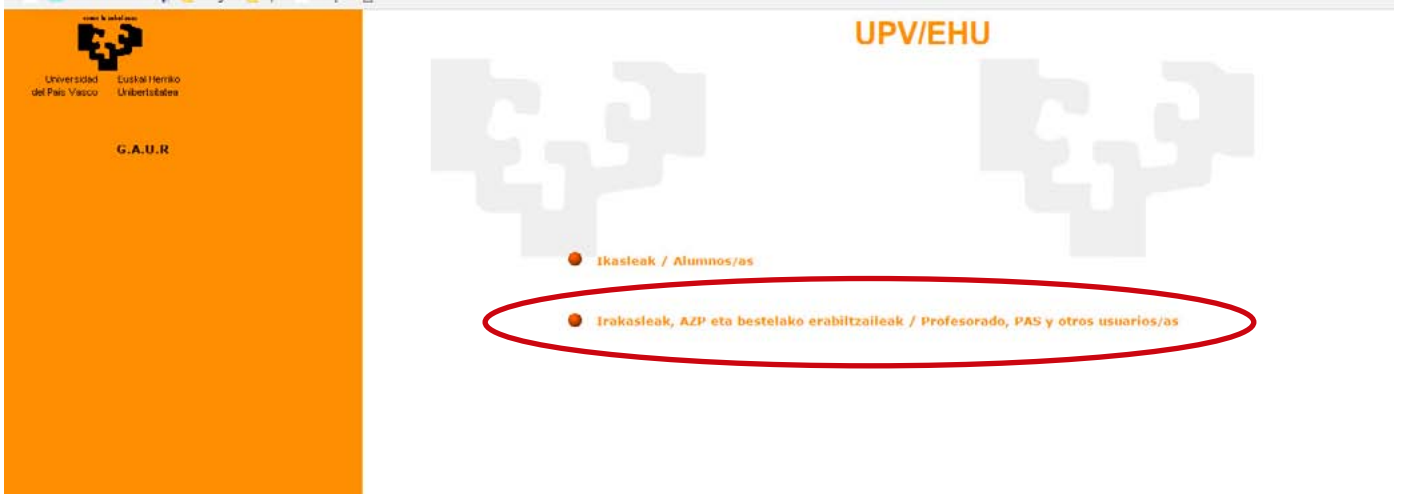 UPV/EHU
Universidad Euskal Herriko
del País Vasco Unibertsitatea
G.A.U.R
Ikasleak / Alumnos/as
Irakasleak, AZP eta bestelako erabiltzaileak / Profesorado, PAS y otros usuarios/as